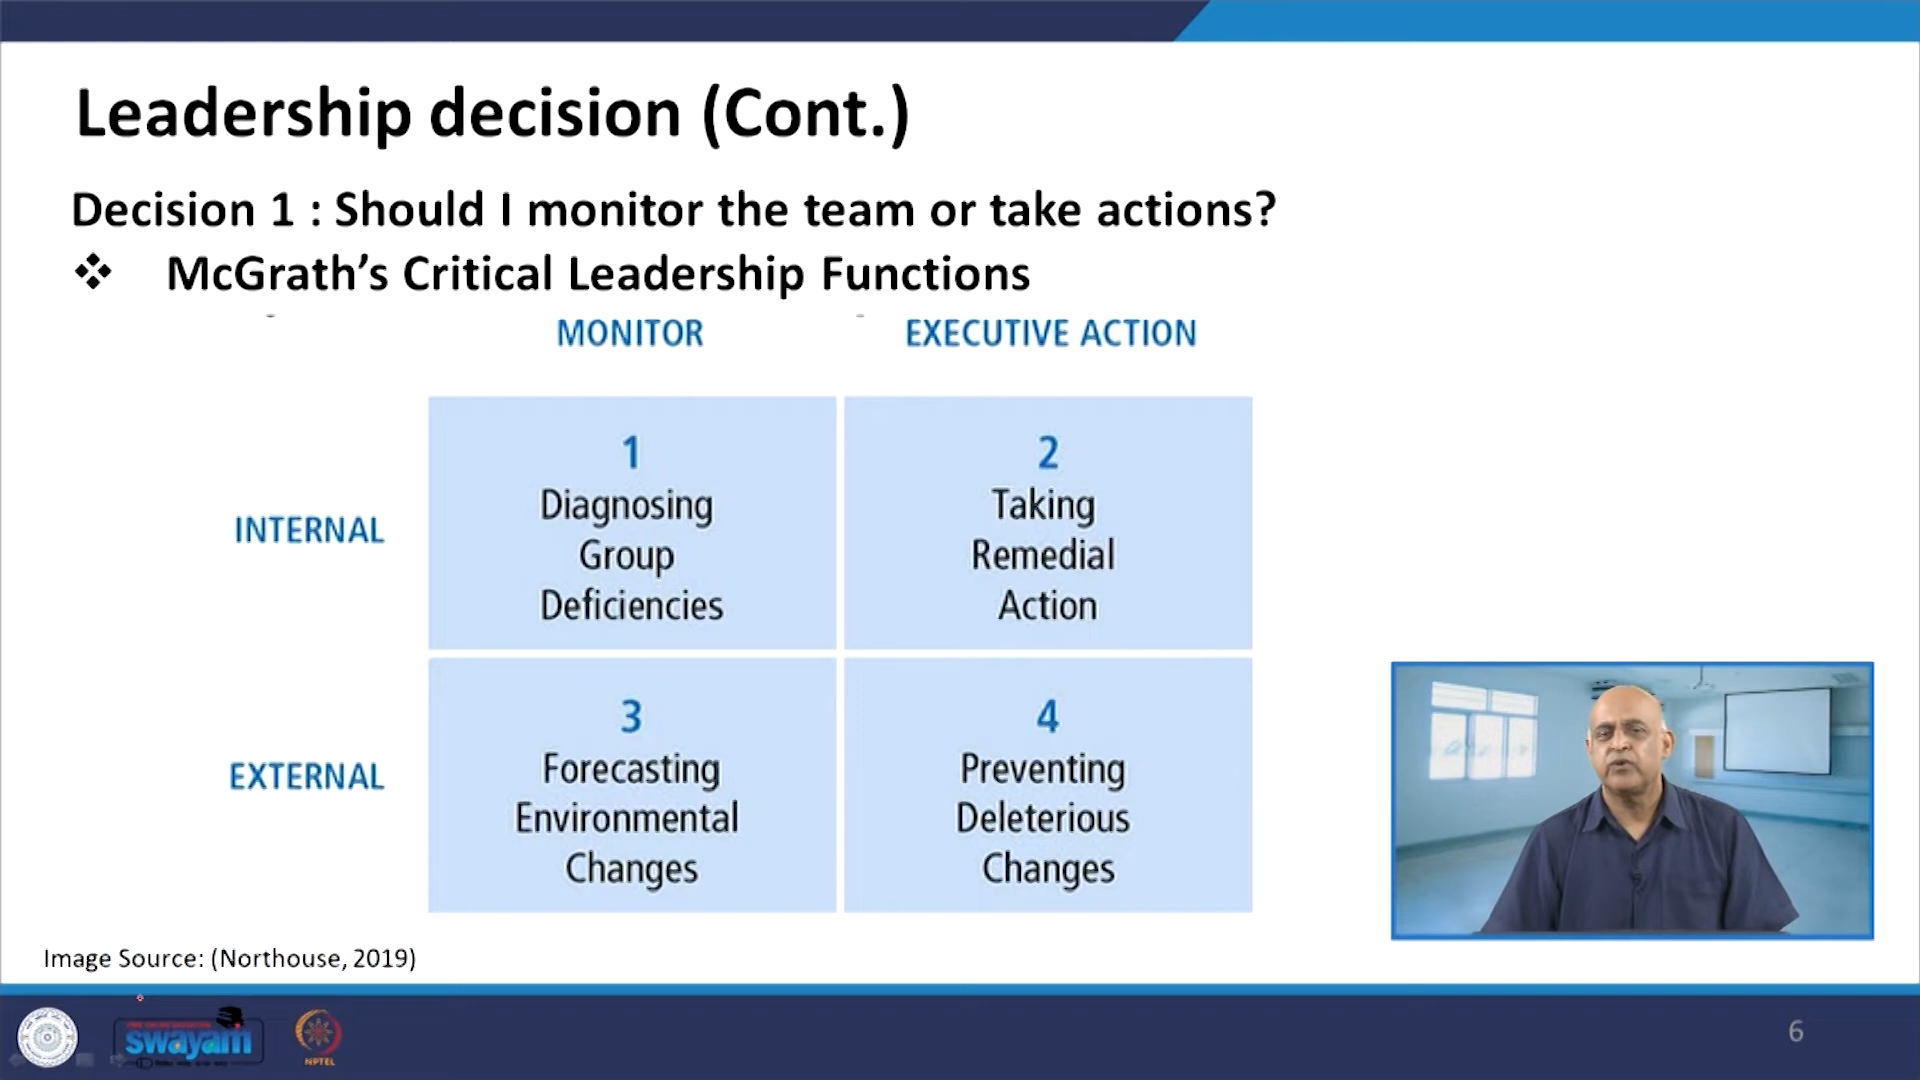 Leadership decision (Cont.)
Decision 1 : Should I monitor the team or take actions?
❖ McGrath's Critical Leadership Functions
MONITOR EXECUTIVE ACTION
INTERNAL
1
Diagnosing
Group
Deficiencies
2
Taking
Remedial
Action
EXTERNAL
3
Forecasting
Environmental
Changes
4
Preventing
Deleterious
Changes
Image Source: (Northouse, 2019)
swayam
NPTEL
6